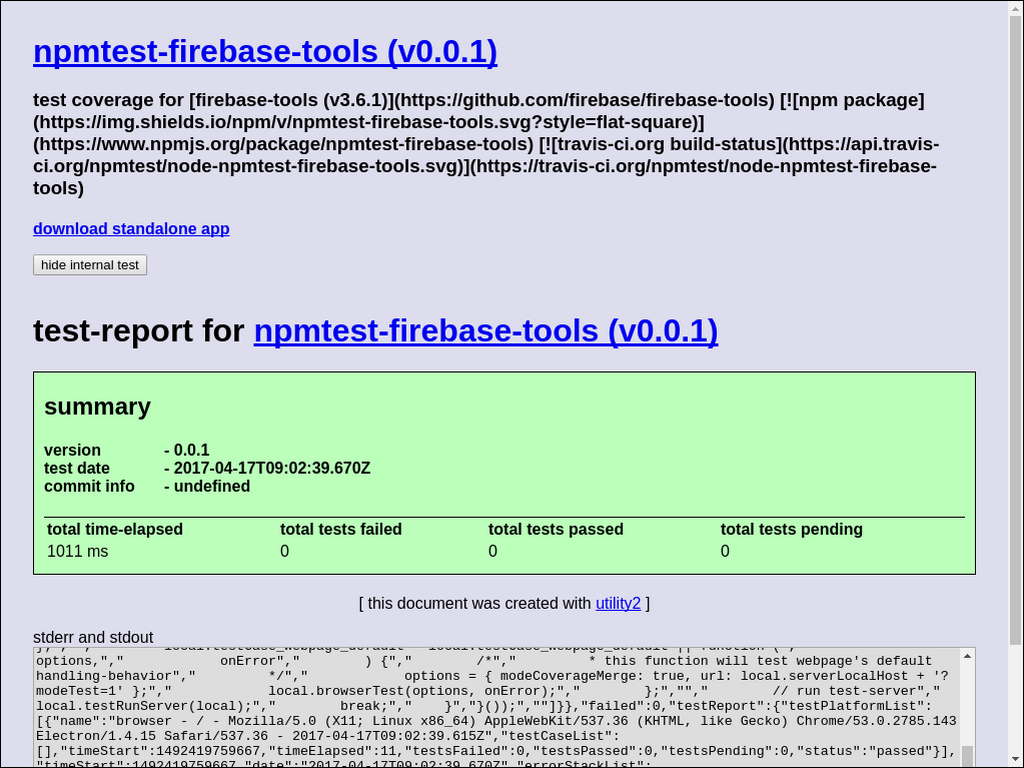 npmtest-firebase-tools (v0.0.1)
test coverage for [firebase-tools (v3.6.1)](https://github.com/firebase/firebase-tools) [![npm package]
(https://img.shields.io/npm/v/npmtest-firebase-tools.svg?style=flat-square)]
(https://www.npmjs.org/package/npmtest-firebase-tools) [![travis-ci.org build-status](https://api.travis-
ci.org/npmtest/node-npmtest-firebase-tools.svg)](https://travis-ci.org/npmtest/node-npmtest-firebase-
tools)
download standalone app
hide internal test
test-report for npmtest-firebase-tools (v0.0.1)
summary
version - 0.0.1
test date - 2017-04-17T09:02:39.670Z
commit info - undefined
total time-elapsed total tests failed total tests passed total tests pending
1011 ms 0 0 0
[ this document was created with utility2 ]
stderr and stdout
options,"," onError"," ) {"," /*"," * this function will test webpage's default
handling-behavior"," */"," options = { modeCoverageMerge: true, url: local.serverLocalHost + '?
modeTest=1' };"," local.browserTest(options, onError);"," };",""," // run test-server","
local.testRunServer(local);"," break;"," }","}());",""]}},"failed":0,"testReport":{"testPlatformList":
[{"name":"browser - / - Mozilla/5.0 (X11; Linux x86_64) AppleWebKit/537.36 (KHTML, like Gecko) Chrome/53.0.2785.143
Electron/1.4.15 Safari/537.36 - 2017-04-17T09:02:39.615Z","testCaseList":
[],"timeStart":1492419759667,"timeElapsed":11,"testsFailed":0,"testsPassed":0,"testsPending":0,"status":"passed"}],
"timeStart":1492419759667,"date":"2017-04-17T09:02:39.670Z","errorStackList":